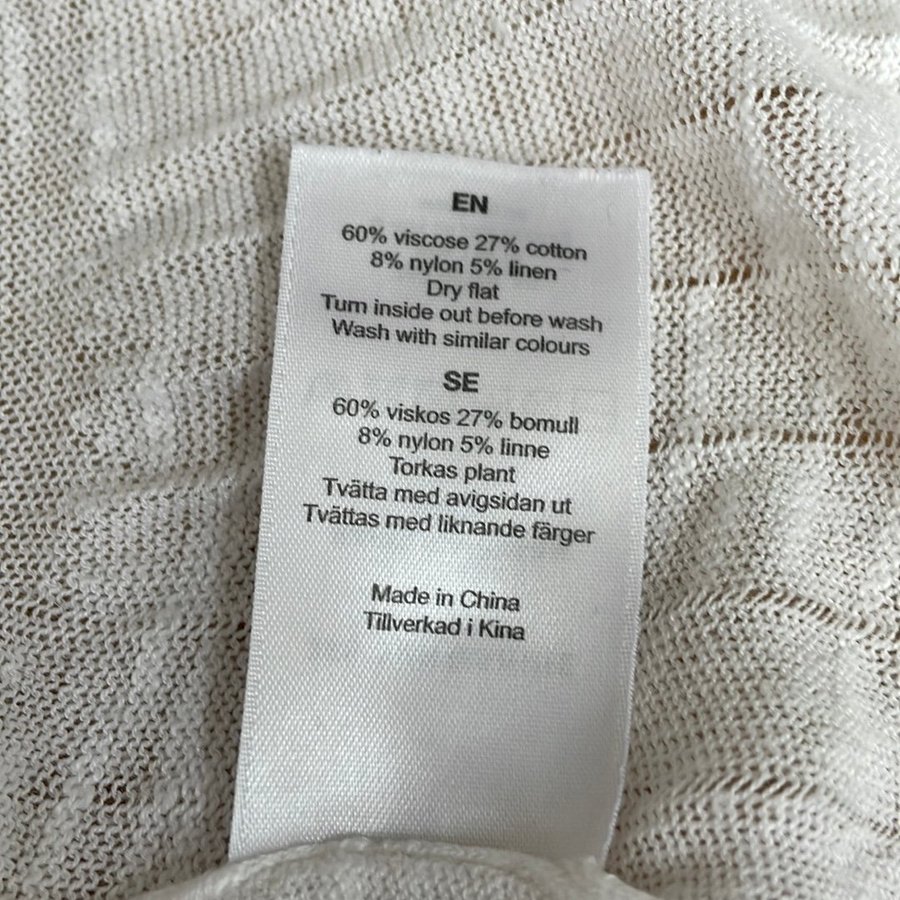 EN
60% viscose 27% cotton
8% nylon 5% linen
Dry flat
Turn inside out before wash
Wash with similar colours
SE
60% viskos 27% bomull
8% nylon 5% linne
Torkas plant
Tvätta med avigsidan ut
Tvättas med liknande färger
Made in China
Tillverkad i Kina